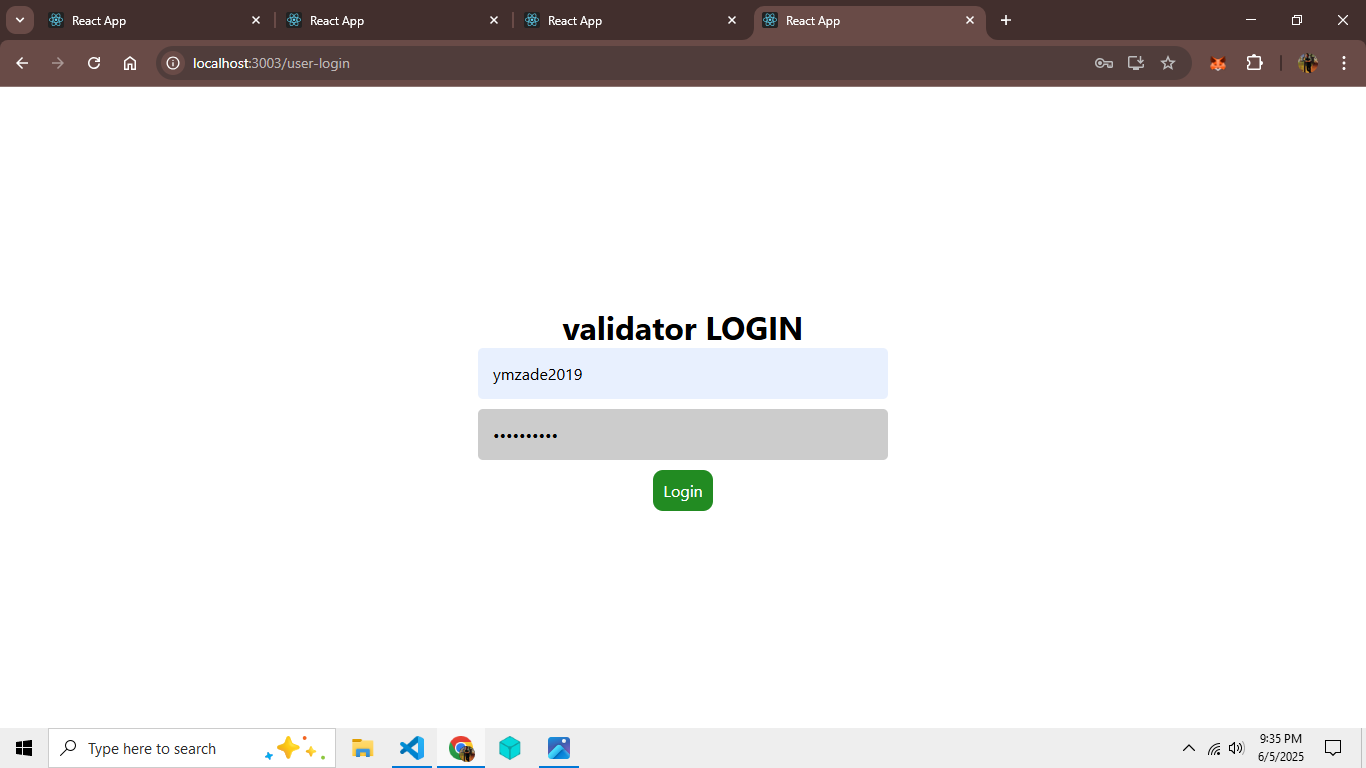 React App
React App
React App
React App
localhost:3003/user-login
validator LOGIN
ymzade2019
••••••••••
Login
Type here to search
9:35 PM
6/5/2025